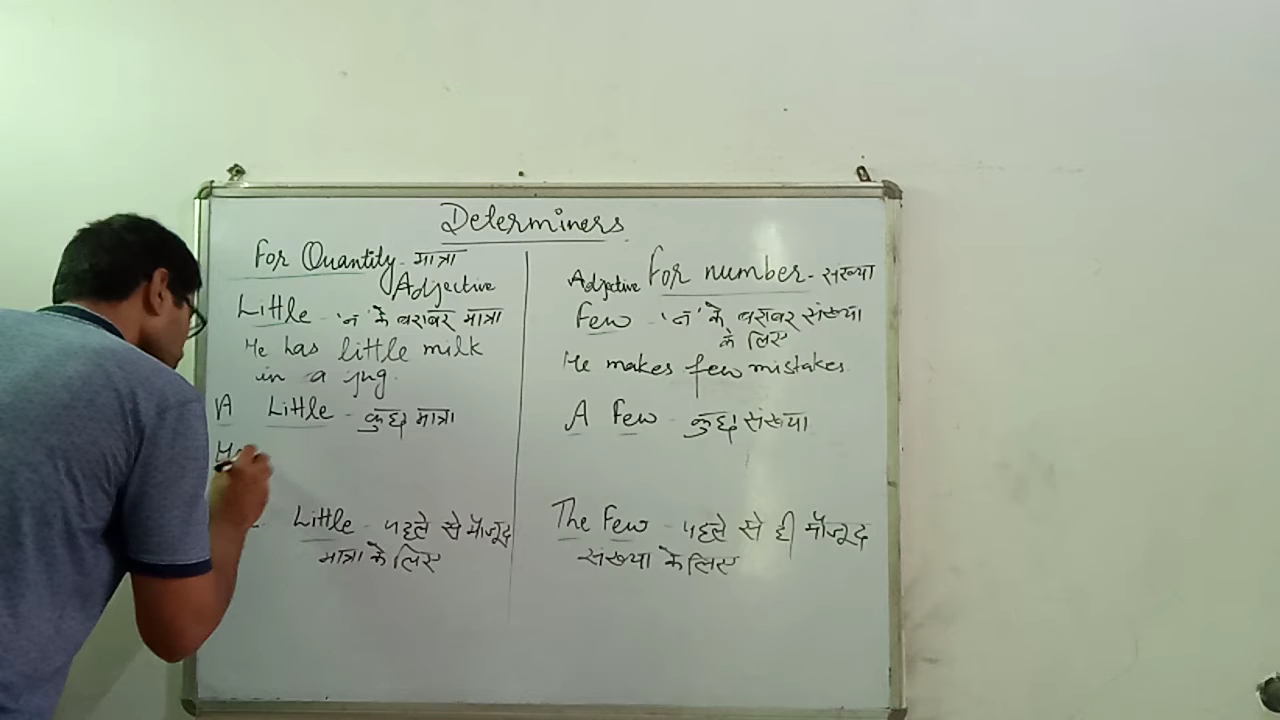 Determiners
For Quantity - मात्रा
Adjective
Little - 'न' के बराबर मात्रा
He has little milk
in a jug.
A Little - कुछ मात्रा
He
Little - पहले से मौजूद
मात्रा के लिए
Adjective For number - संख्या
Few - 'न' के बराबर संख्या
के लिए
He makes few mistakes.
A Few - कुछ संख्या
The Few - पहले से ही मौजूद
संख्या के लिए